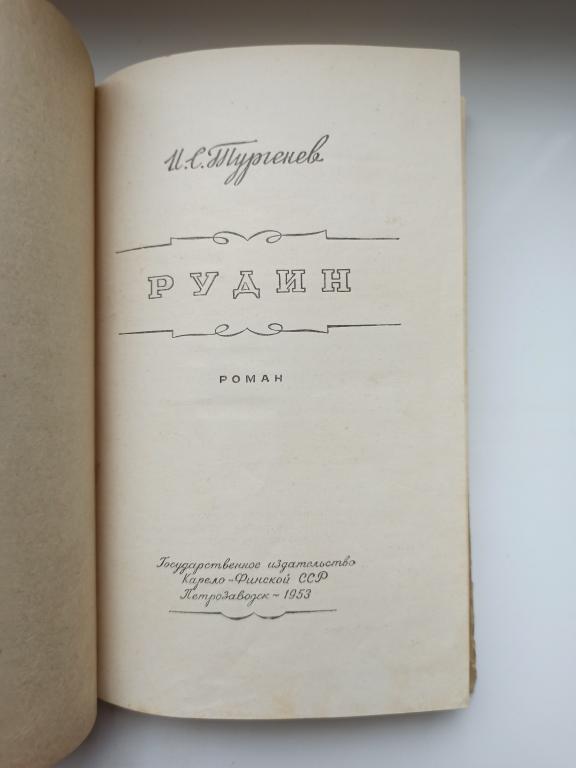 И. С. Тургенев
РУДИН
РОМАН
Государственное издательство
Карело-Финской ССР
Петрозаводск - 1953